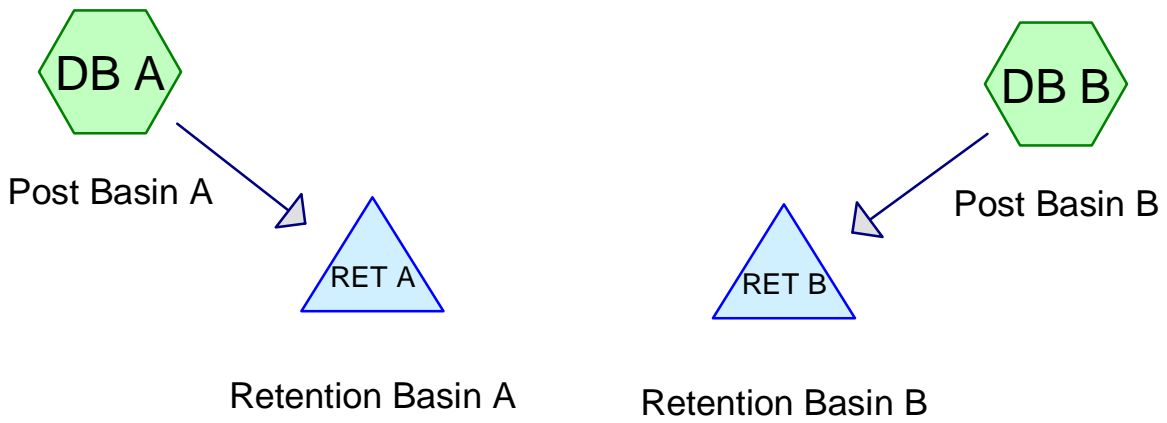 DB A
Post Basin A
RET A
Retention Basin A
DB B
Post Basin B
RET B
Retention Basin B